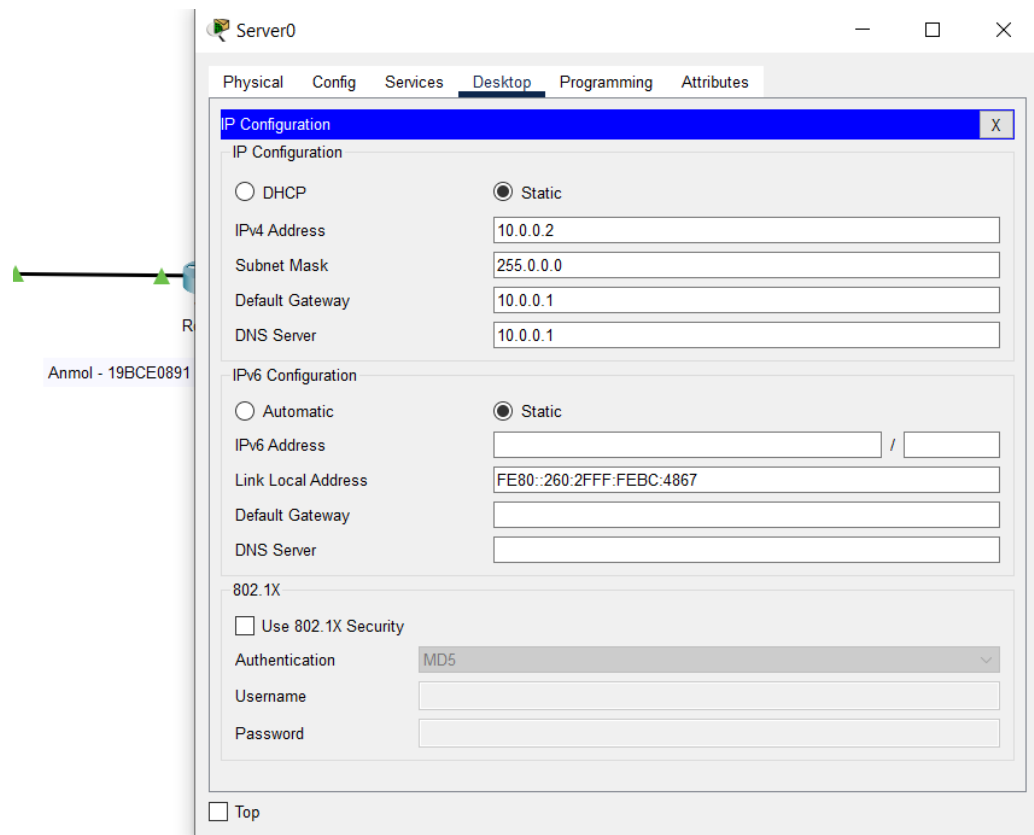 Server0
Physical Config Services Desktop Programming Attributes
IP Configuration X
IP Configuration
DHCP Static
IPv4 Address 10.0.0.2
Subnet Mask 255.0.0.0
Default Gateway 10.0.0.1
DNS Server 10.0.0.1
IPv6 Configuration
Automatic Static
IPv6 Address /
Link Local Address FE80::260:2FFF:FEBC:4867
Default Gateway
DNS Server
802.1X
Use 802.1X Security
Authentication MD5
Username
Password
Top
R
Anmol - 19BCE0891